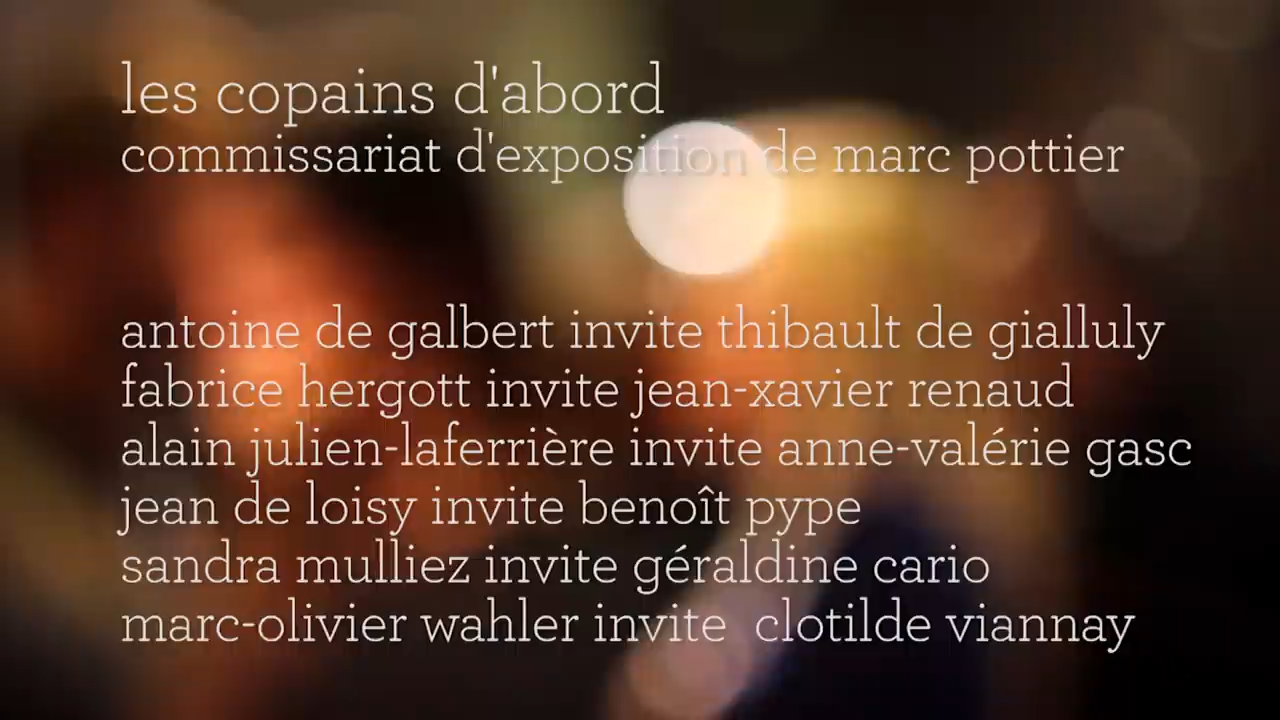 les copains d'abord
commissariat d'exposition de marc pottier
antoine de galbert invite thibault de gialluly
fabrice hergott invite jean-xavier renaud
alain julien-laferrière invite anne-valérie gasc
jean de loisy invite benoît pype
sandra mulliez invite géraldine cario
marc-olivier wahler invite  clotilde viannay